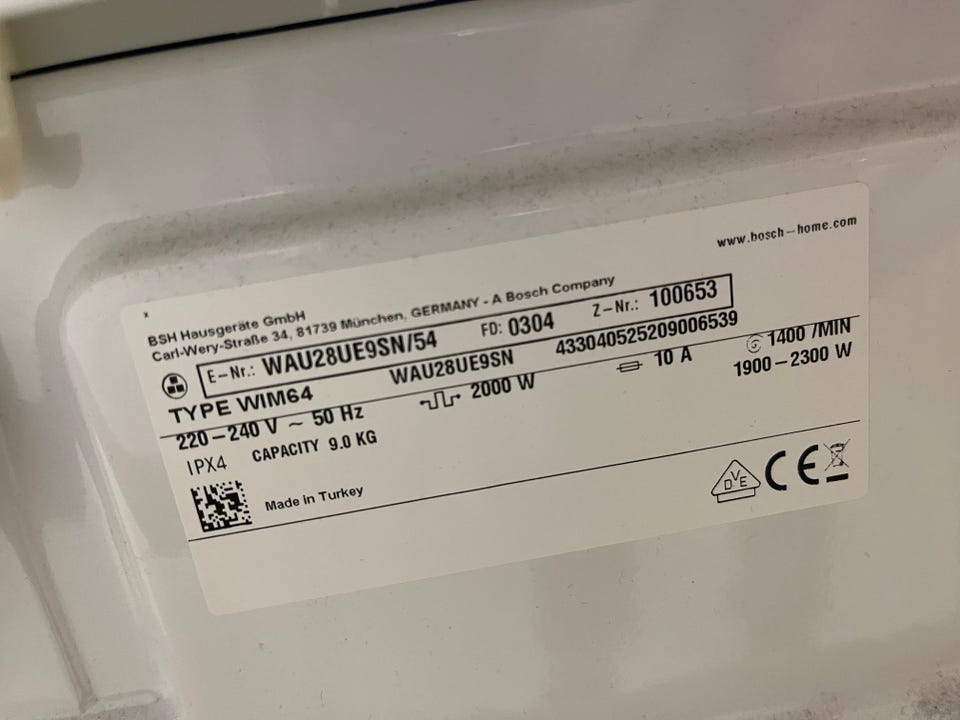 www.bosch-home.com
BSH Hausgeräte GmbH
Carl-Wery-Straße 34, 81739 München, GERMANY - A Bosch Company
E-Nr.: WAU28UE9SN/54 FD: 0304 Z-Nr.: 100653
TYPE WIM64 WAU28UE9SN 433040525209006539
220-240 V ~ 50 Hz 2000 W 10 A 1400 /MIN
IPX4 CAPACITY 9.0 KG 1900-2300 W
Made in Turkey
DVE CE